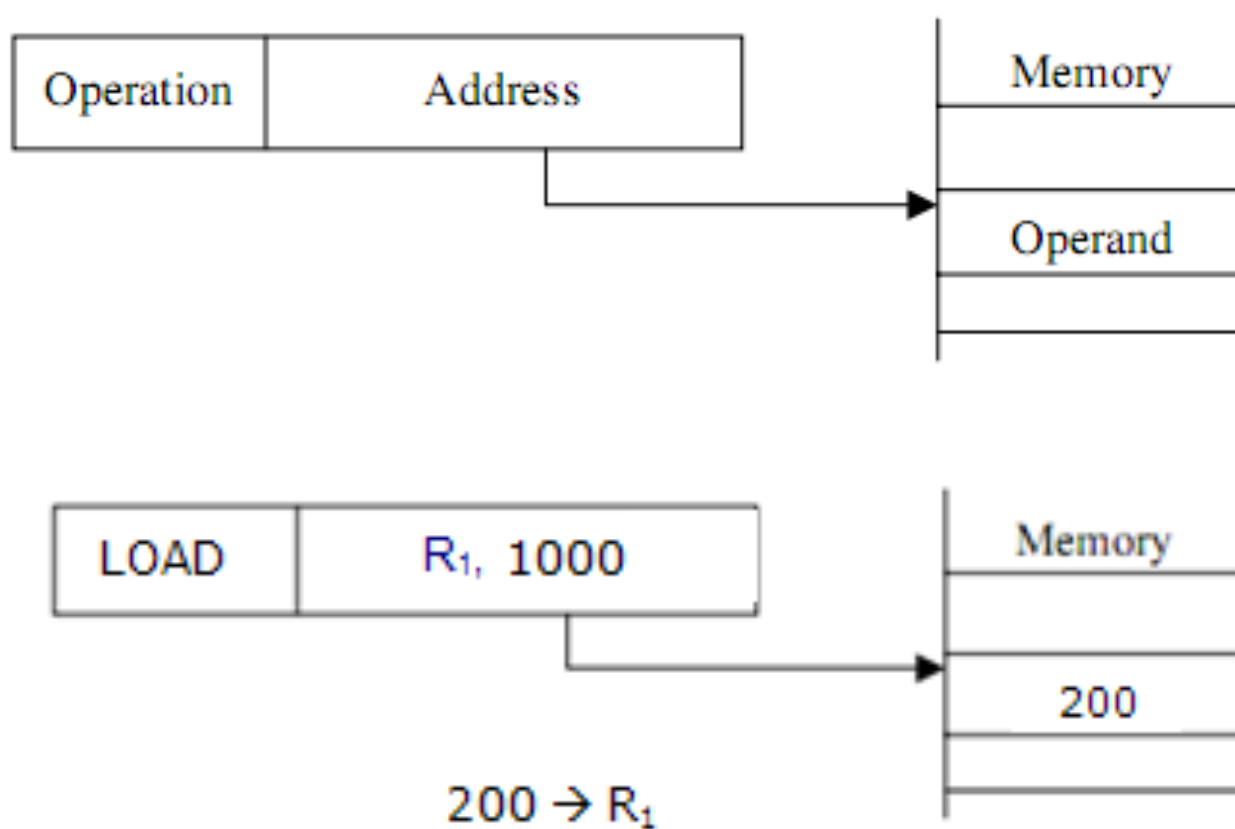 Memory
Operation Address
Operand
Memory
LOAD R₁, 1000
200
200 → R₁